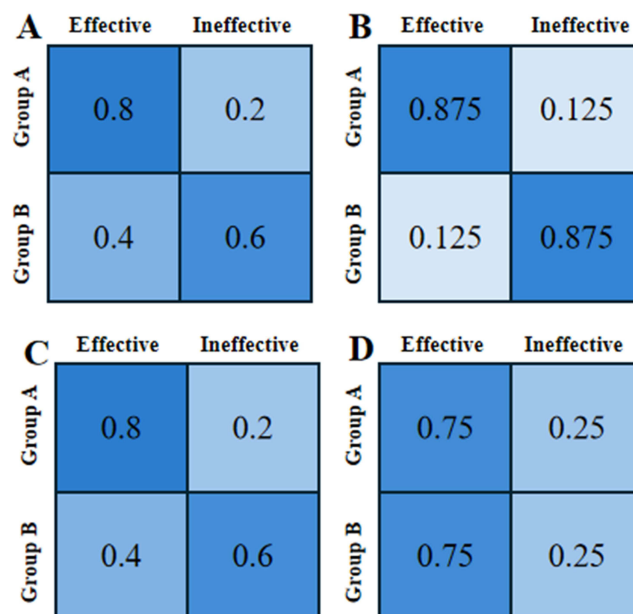 A Effective Ineffective B Effective Ineffective
Group A 0.8 0.2 Group A 0.875 0.125
Group B 0.4 0.6 Group B 0.125 0.875
C Effective Ineffective D Effective Ineffective
Group A 0.8 0.2 Group A 0.75 0.25
Group B 0.4 0.6 Group B 0.75 0.25